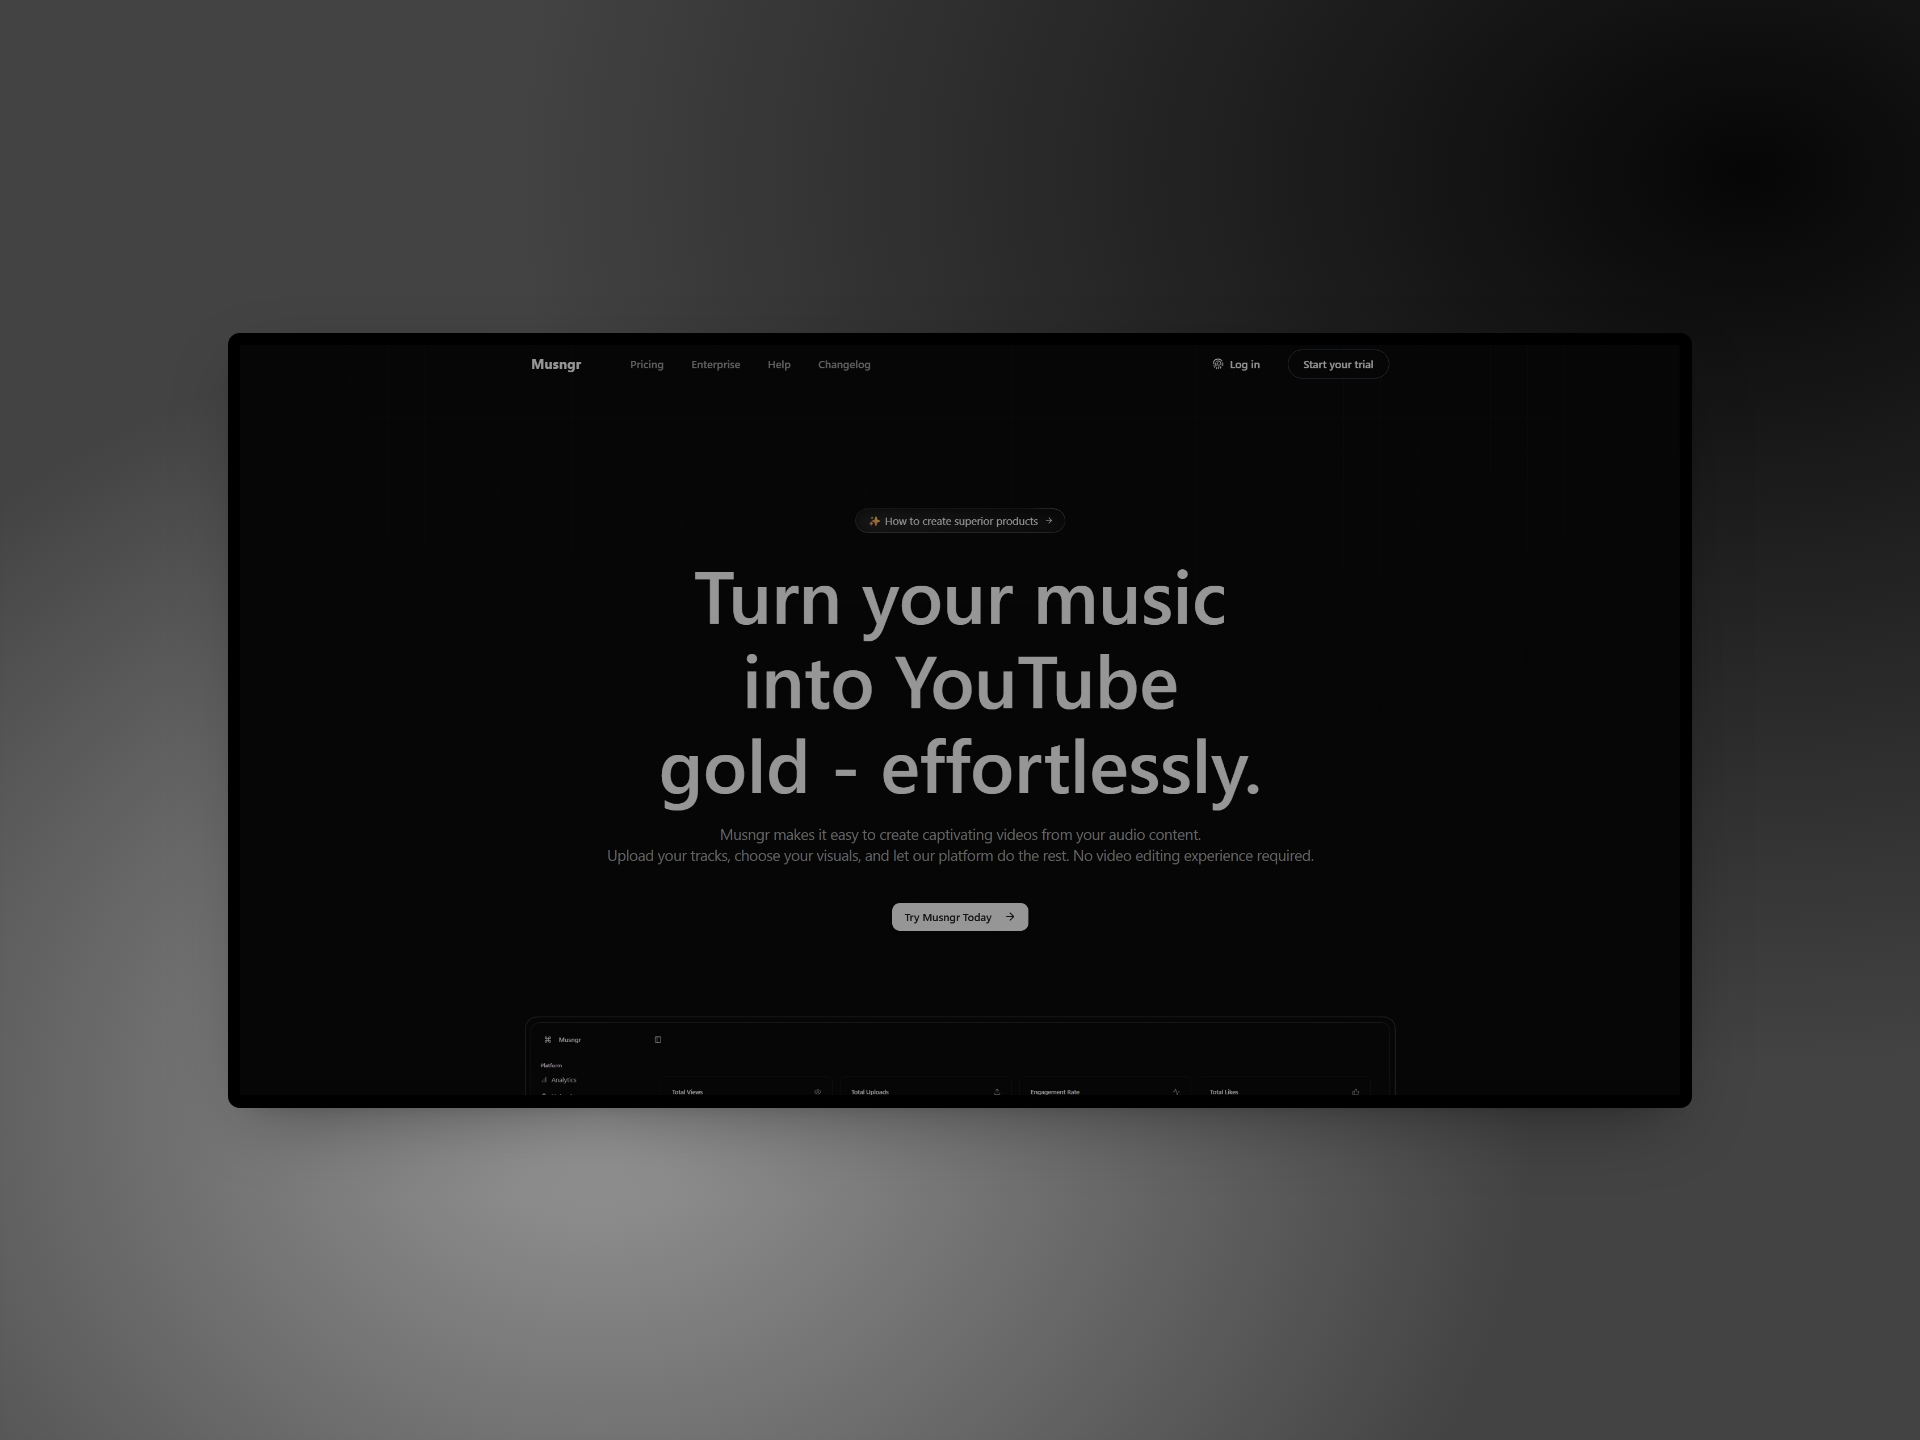 Musngr Pricing Enterprise Help Changelog Log in Start your trial
✨ How to create superior products →
Turn your music
into YouTube
gold - effortlessly.
Musngr makes it easy to create captivating videos from your audio content.
Upload your tracks, choose your visuals, and let our platform do the rest. No video editing experience required.
Try Musngr Today →
Musngr
Platform
Analytics
Total Views Total Uploads Engagement Rate Total Likes